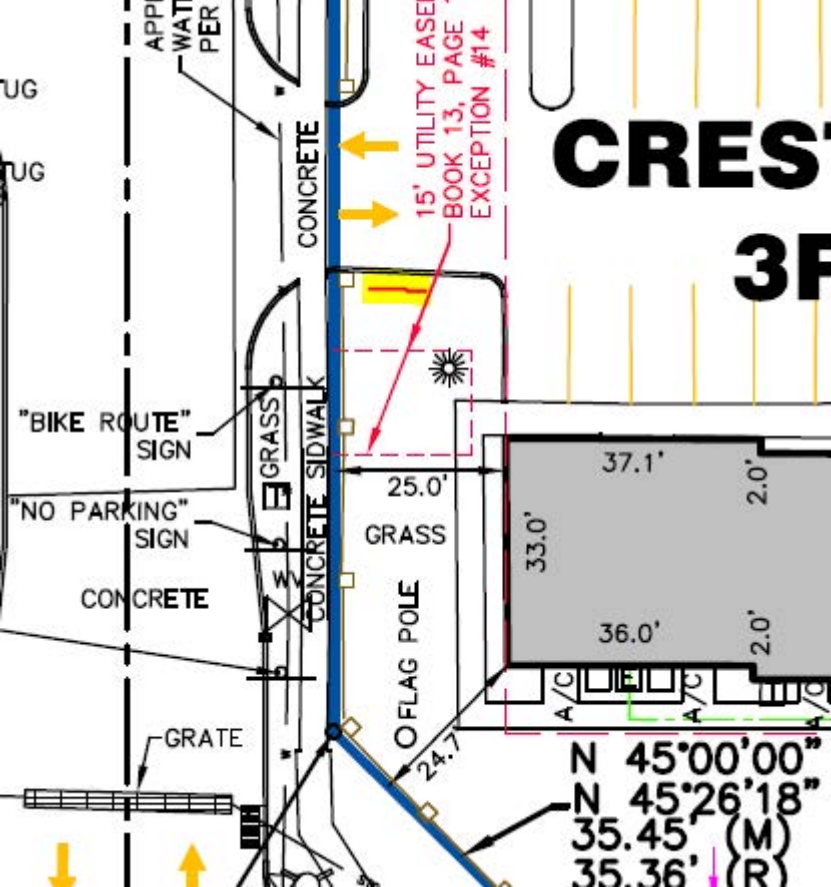 APP
WAT
PER
UG
UG
CONCRETE
15' UTILITY EASE
BOOK 13, PAGE
EXCEPTION #14
CREST
3F
W
W
"BIKE ROUTE"
SIGN
GRASS
CONCRETE SIDWALK
"NO PARKING"
SIGN
WV
CONCRETE
25.0'
GRASS
FLAG POLE
24.7'
37.1'
2.0'
33.0'
36.0'
2.0'
A/C
E
A/C
A/C
GRATE
W
N 45°00'00"
N 45°26'18"
35.45' (M)
35.36' (R)